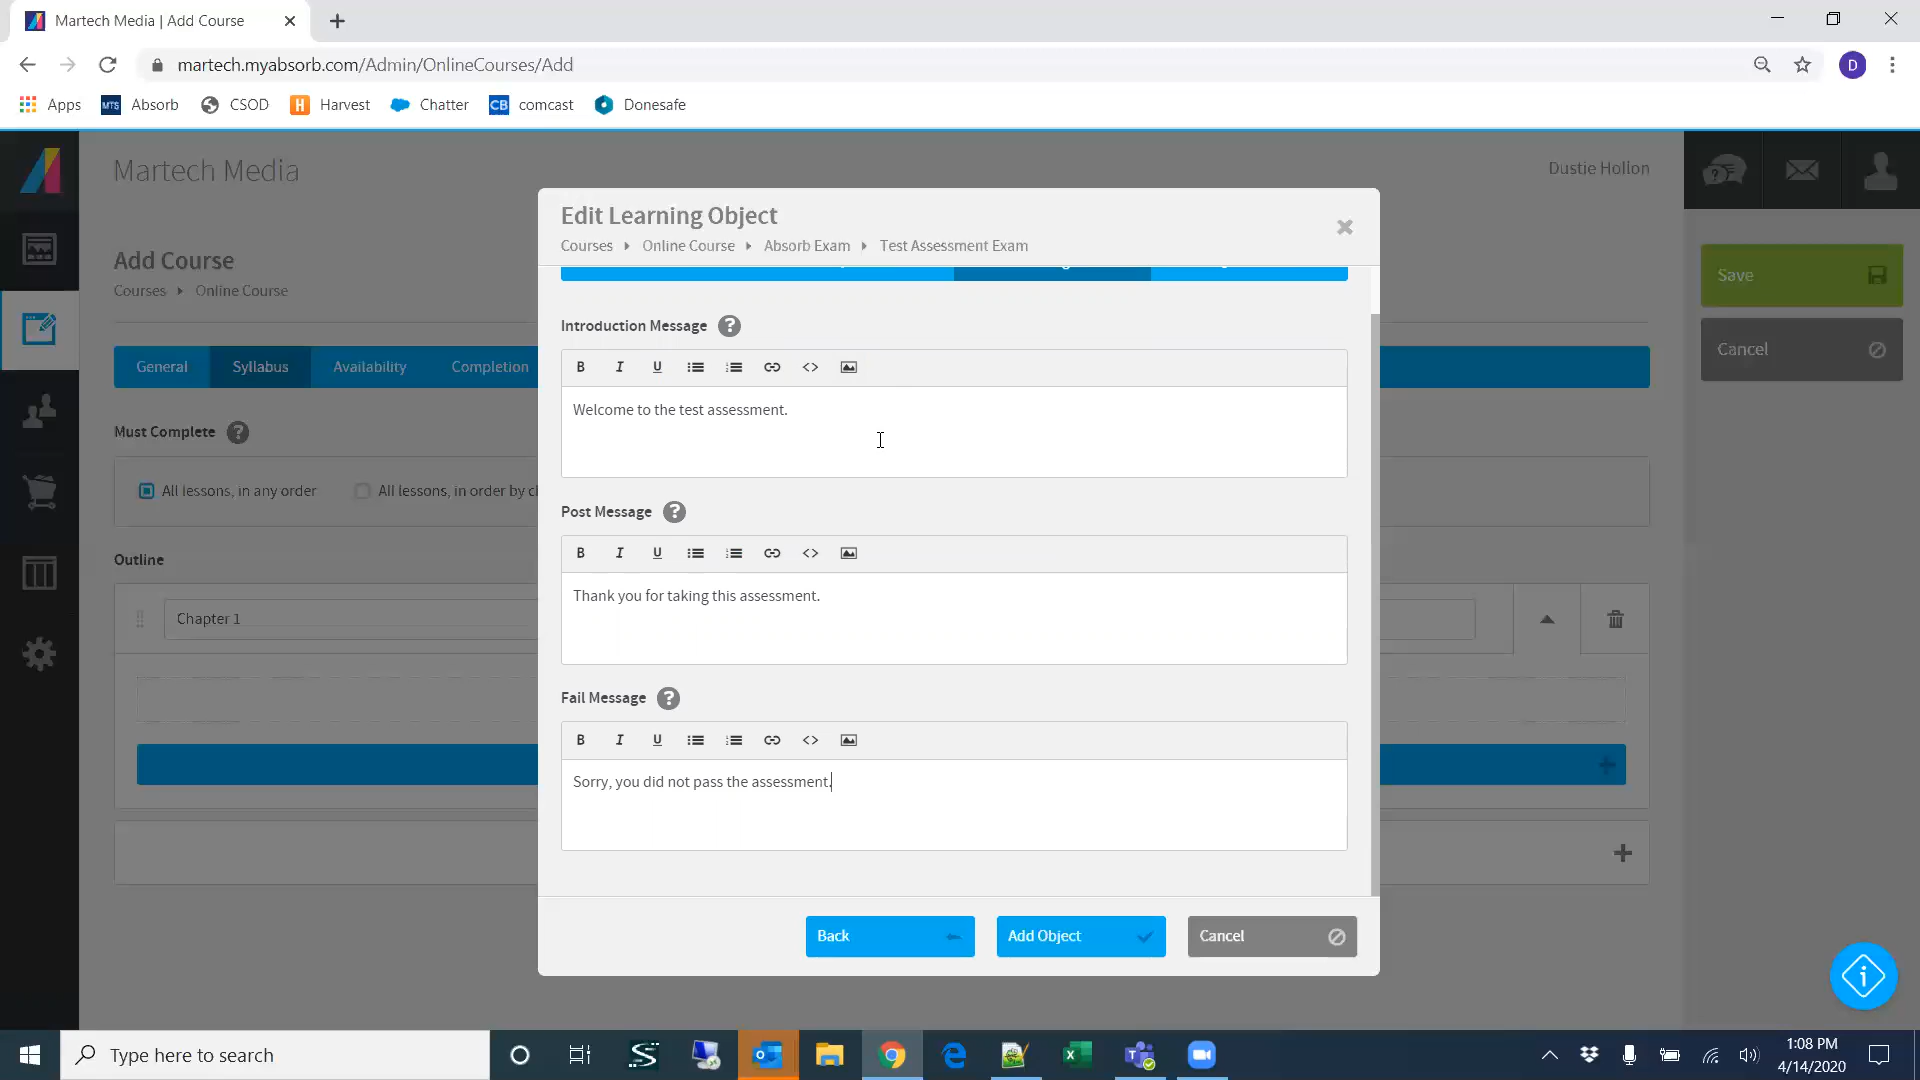 Martech Media | Add Course
martech.myabsorb.com/Admin/OnlineCourses/Add
D
Apps
MTS Absorb
CSOD
H Harvest
Chatter
CB comcast
Donesafe
Martech Media
Dustie Hollon
Add Course
Courses Online Course
General Syllabus Availability Completion
Must Complete ?
All lessons, in any order
All lessons, in order by c
Outline
Chapter 1
Save
Cancel
Edit Learning Object
Courses Online Course Absorb Exam Test Assessment Exam
Introduction Message ?
B I U
Welcome to the test assessment.
Post Message ?
B I U
Thank you for taking this assessment.
Fail Message ?
B I U
Sorry, you did not pass the assessment.
Back
Add Object
Cancel
Type here to search
1:08 PM
4/14/2020